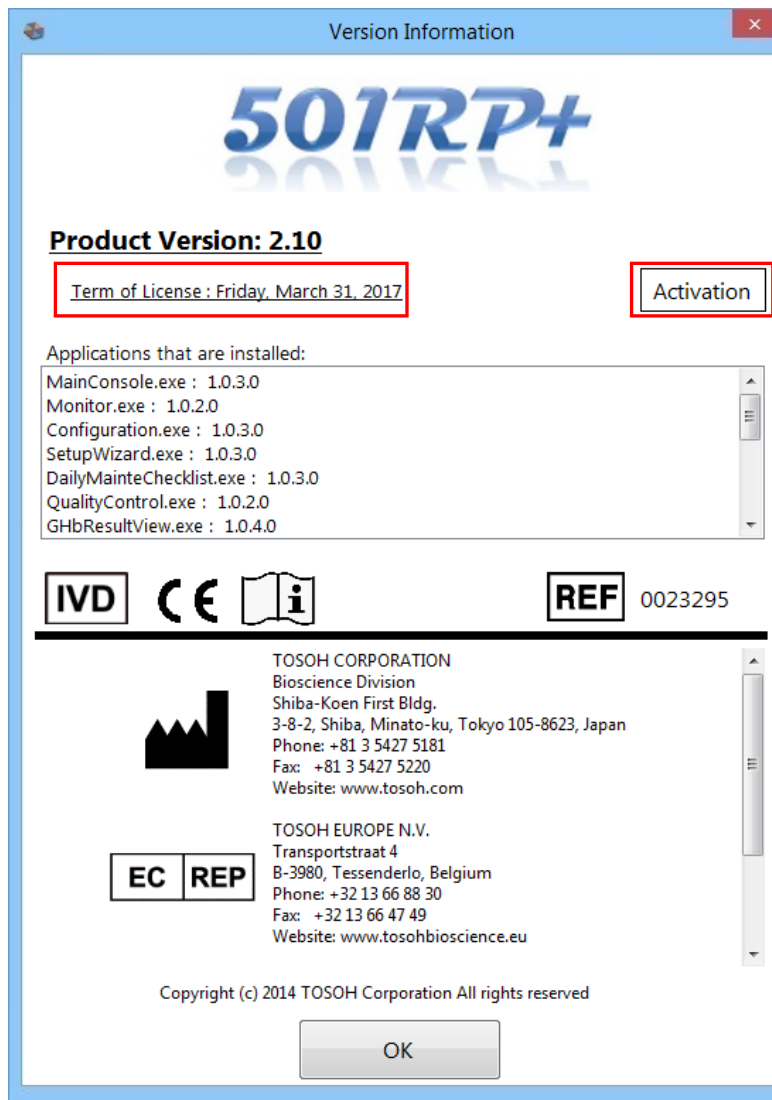 Version Information
501RP+
Product Version: 2.10
Term of License : Friday, March 31, 2017
Activation
Applications that are installed:
MainConsole.exe : 1.0.3.0
Monitor.exe : 1.0.2.0
Configuration.exe : 1.0.3.0
SetupWizard.exe : 1.0.3.0
DailyMainteChecklist.exe : 1.0.3.0
QualityControl.exe : 1.0.2.0
GHbResultView.exe : 1.0.4.0
IVD CE i REF 0023295
TOSOH CORPORATION
Bioscience Division
Shiba-Koen First Bldg.
3-8-2, Shiba, Minato-ku, Tokyo 105-8623, Japan
Phone: +81 3 5427 5181
Fax: +81 3 5427 5220
Website: www.tosoh.com
EC REP
TOSOH EUROPE N.V.
Transportstraat 4
B-3980, Tessenderlo, Belgium
Phone: +32 13 66 88 30
Fax: +32 13 66 47 49
Website: www.tosohbioscience.eu
Copyright (c) 2014 TOSOH Corporation All rights reserved
OK